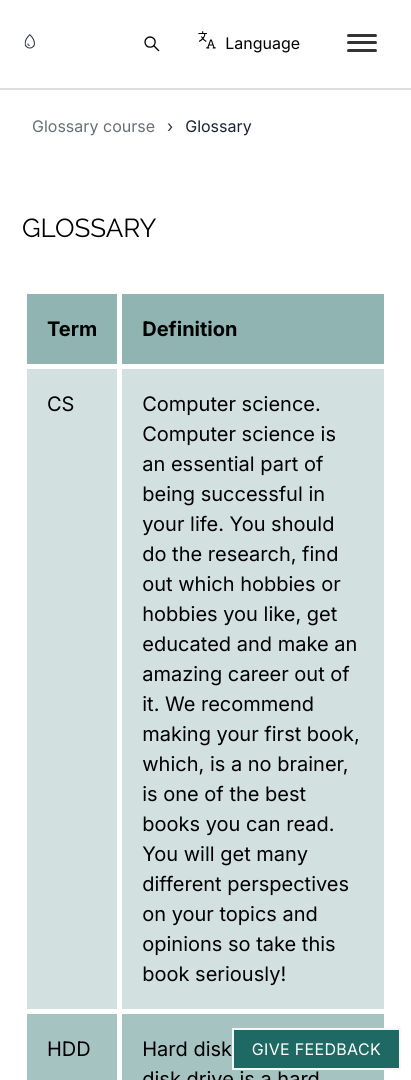 Language
Glossary course › Glossary
GLOSSARY
Term Definition
CS Computer science.
Computer science is
an essential part of
being successful in
your life. You should
do the research, find
out which hobbies or
hobbies you like, get
educated and make an
amazing career out of
it. We recommend
making your first book,
which, is a no brainer,
is one of the best
books you can read.
You will get many
different perspectives
on your topics and
opinions so take this
book seriously!
HDD Hard disk
GIVE FEEDBACK
disk drive is a hard